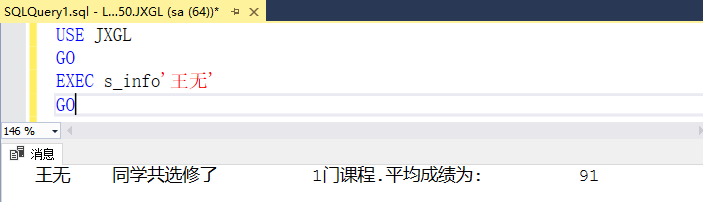 SQLQuery1.sql - L...50.JXGL (sa (64))*
USE JXGL
GO
EXEC s_info'王无'
GO
146 %
消息
王无 同学共选修了 1门课程.平均成绩为: 91